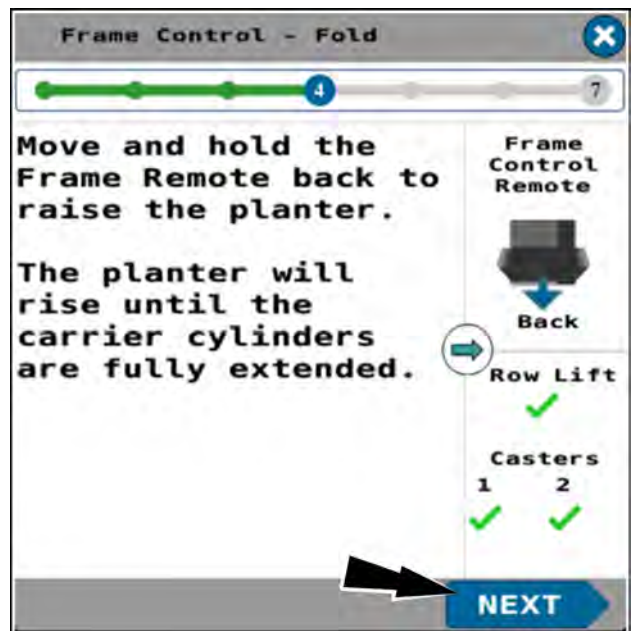 Frame Control - Fold
4
7
Move and hold the
Frame Remote back to
raise the planter.
The planter will
rise until the
carrier cylinders
are fully extended.
Frame
Control
Remote
Back
Row Lift
Casters
1 2
NEXT